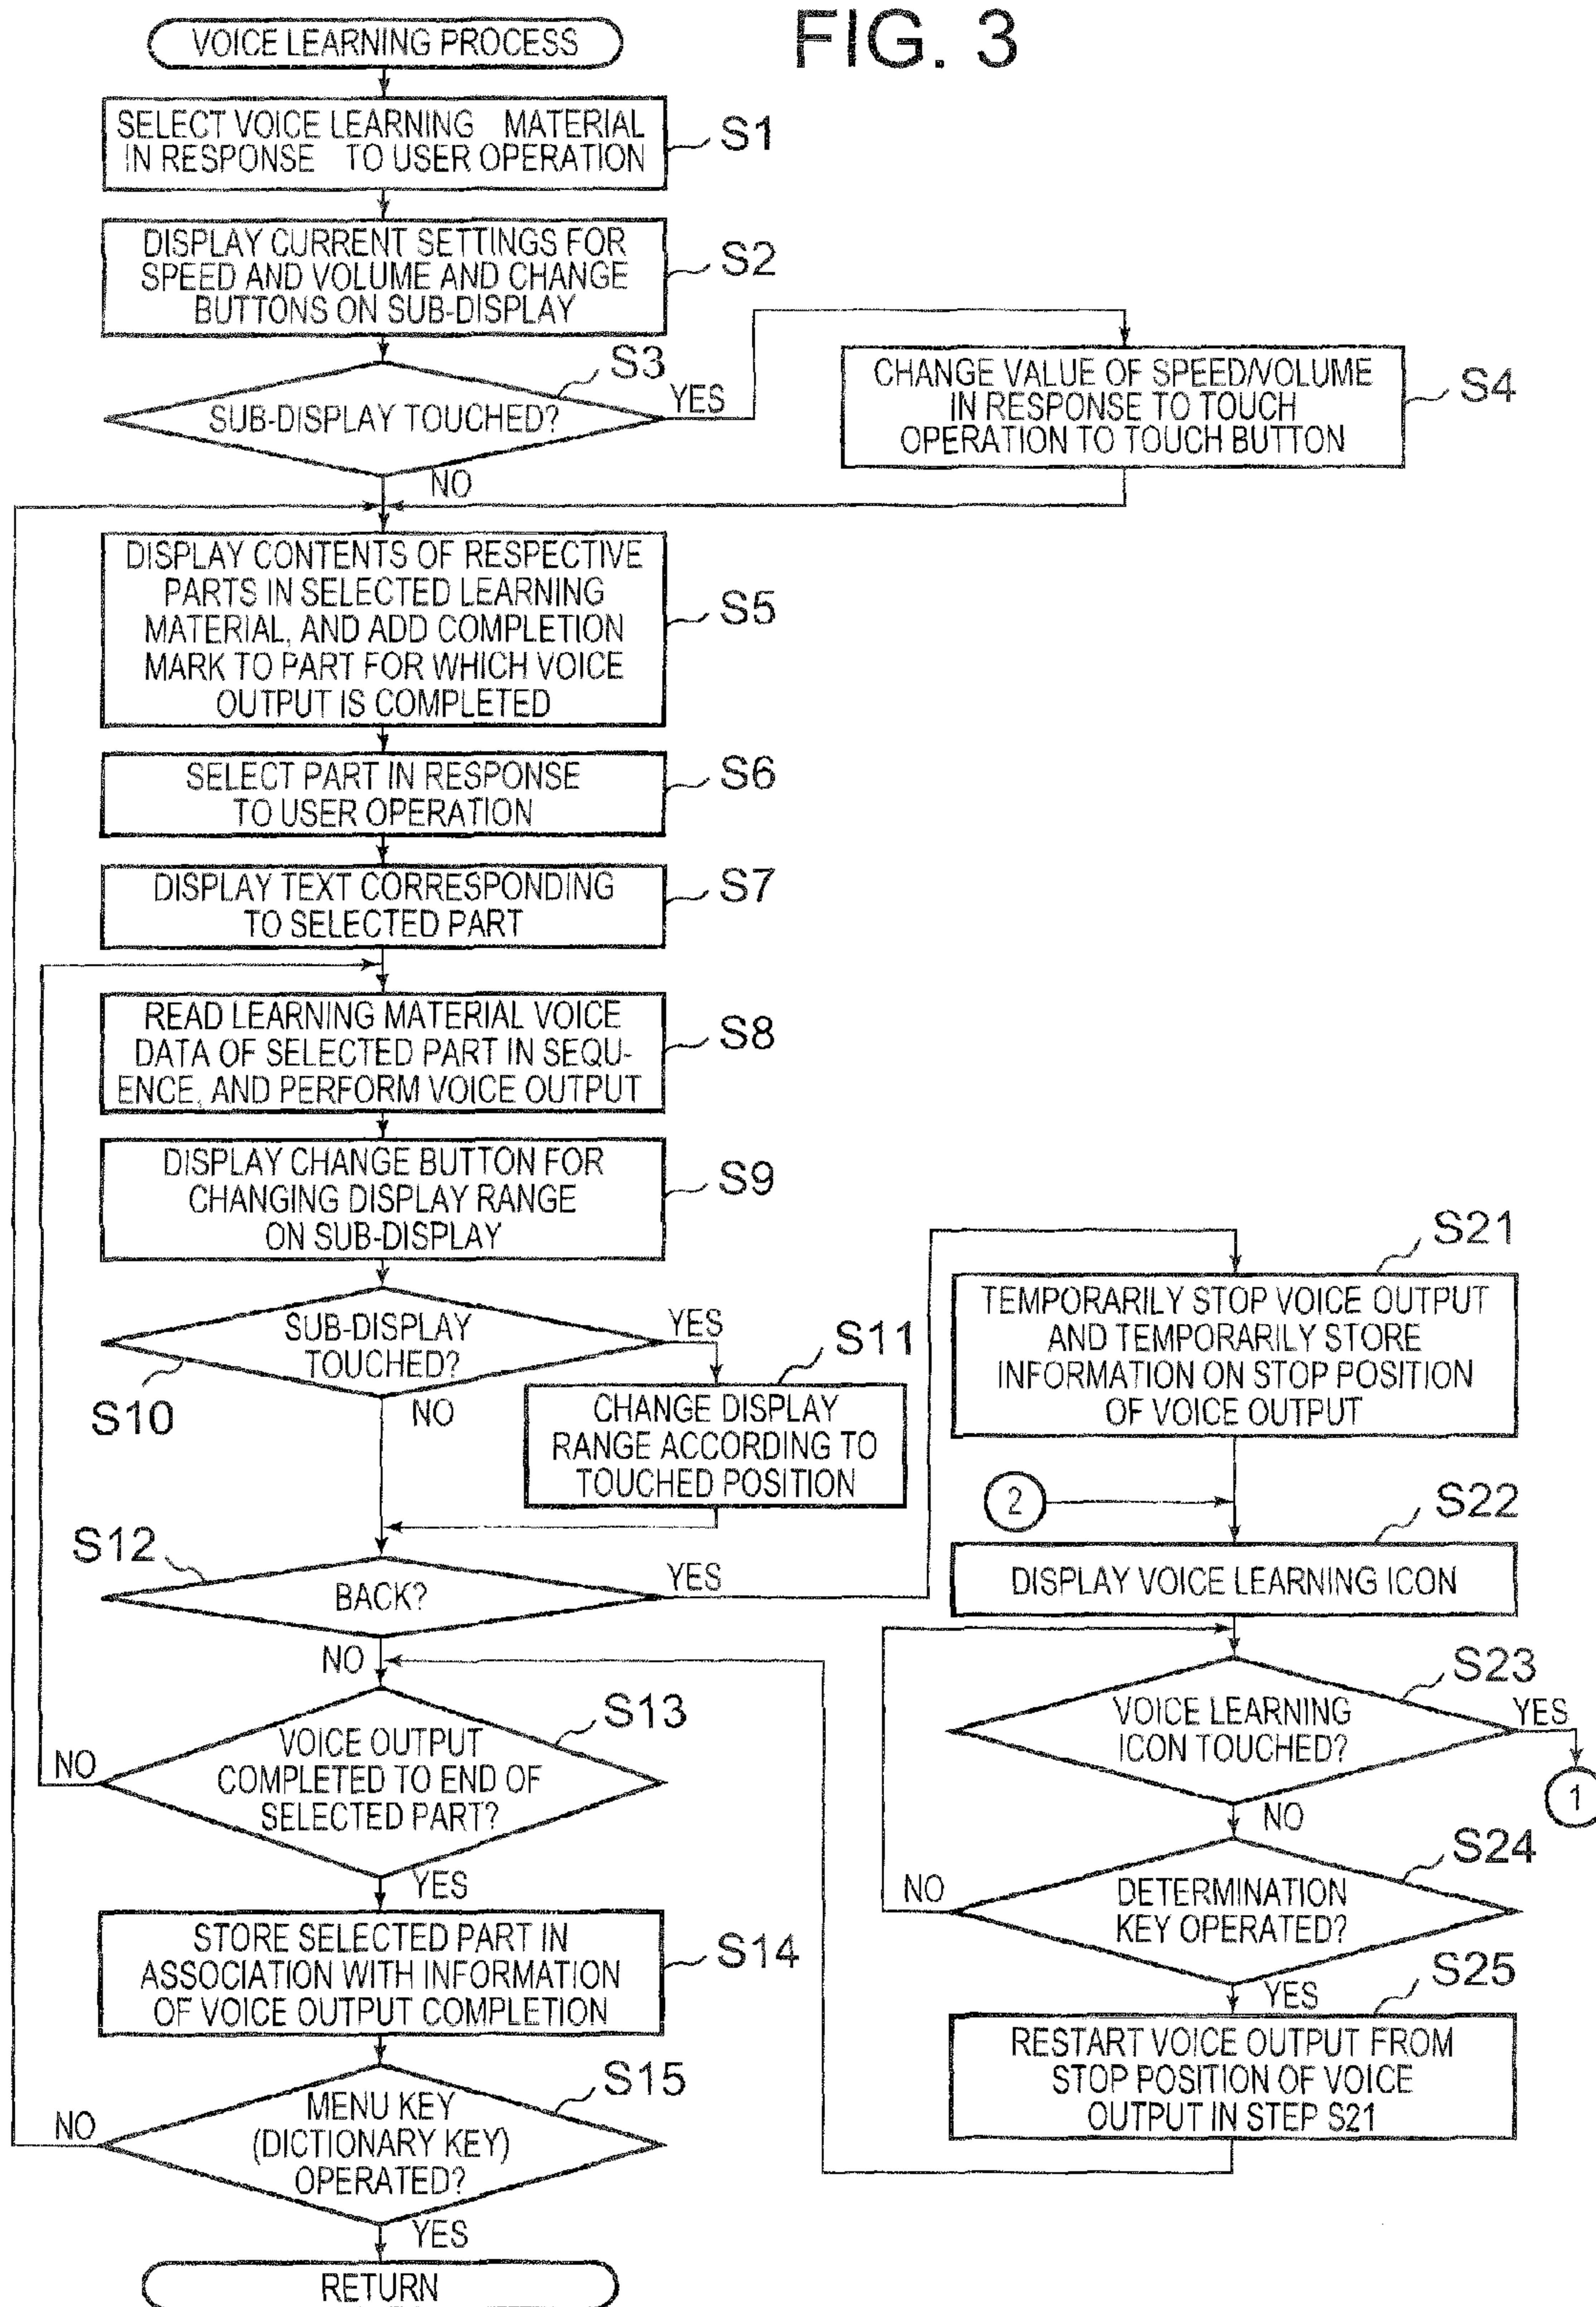 FIG. 3
VOICE LEARNING PROCESS
SELECT VOICE LEARNING MATERIAL
IN RESPONSE TO USER OPERATION
S1
DISPLAY CURRENT SETTINGS FOR
SPEED AND VOLUME AND CHANGE
BUTTONS ON SUB-DISPLAY
S2
S3
SUB-DISPLAY TOUCHED?
YES
NO
CHANGE VALUE OF SPEED/VOLUME
IN RESPONSE TO TOUCH
OPERATION TO TOUCH BUTTON
S4
DISPLAY CONTENTS OF RESPECTIVE
PARTS IN SELECTED LEARNING
MATERIAL, AND ADD COMPLETION
MARK TO PART FOR WHICH VOICE
OUTPUT IS COMPLETED
S5
SELECT PART IN RESPONSE
TO USER OPERATION
S6
DISPLAY TEXT CORRESPONDING
TO SELECTED PART
S7
READ LEARNING MATERIAL VOICE
DATA OF SELECTED PART IN SEQU-
ENCE, AND PERFORM VOICE OUTPUT
S8
DISPLAY CHANGE BUTTON FOR
CHANGING DISPLAY RANGE
ON SUB-DISPLAY
S9
SUB-DISPLAY
TOUCHED?
YES
S10
NO
S11
CHANGE DISPLAY
RANGE ACCORDING TO
TOUCHED POSITION
S12
BACK?
YES
NO
S13
VOICE OUTPUT
COMPLETED TO END OF
SELECTED PART?
NO
YES
STORE SELECTED PART IN
ASSOCIATION WITH INFORMATION
OF VOICE OUTPUT COMPLETION
S14
S15
MENU KEY
(DICTIONARY KEY)
OPERATED?
NO
YES
RETURN
S21
TEMPORARILY STOP VOICE OUTPUT
AND TEMPORARILY STORE
INFORMATION ON STOP POSITION
OF VOICE OUTPUT
2
S22
DISPLAY VOICE LEARNING ICON
S23
VOICE LEARNING
ICON TOUCHED?
YES
1
NO
S24
DETERMINATION
KEY OPERATED?
NO
YES
S25
RESTART VOICE OUTPUT FROM
STOP POSITION OF VOICE
OUTPUT IN STEP S21